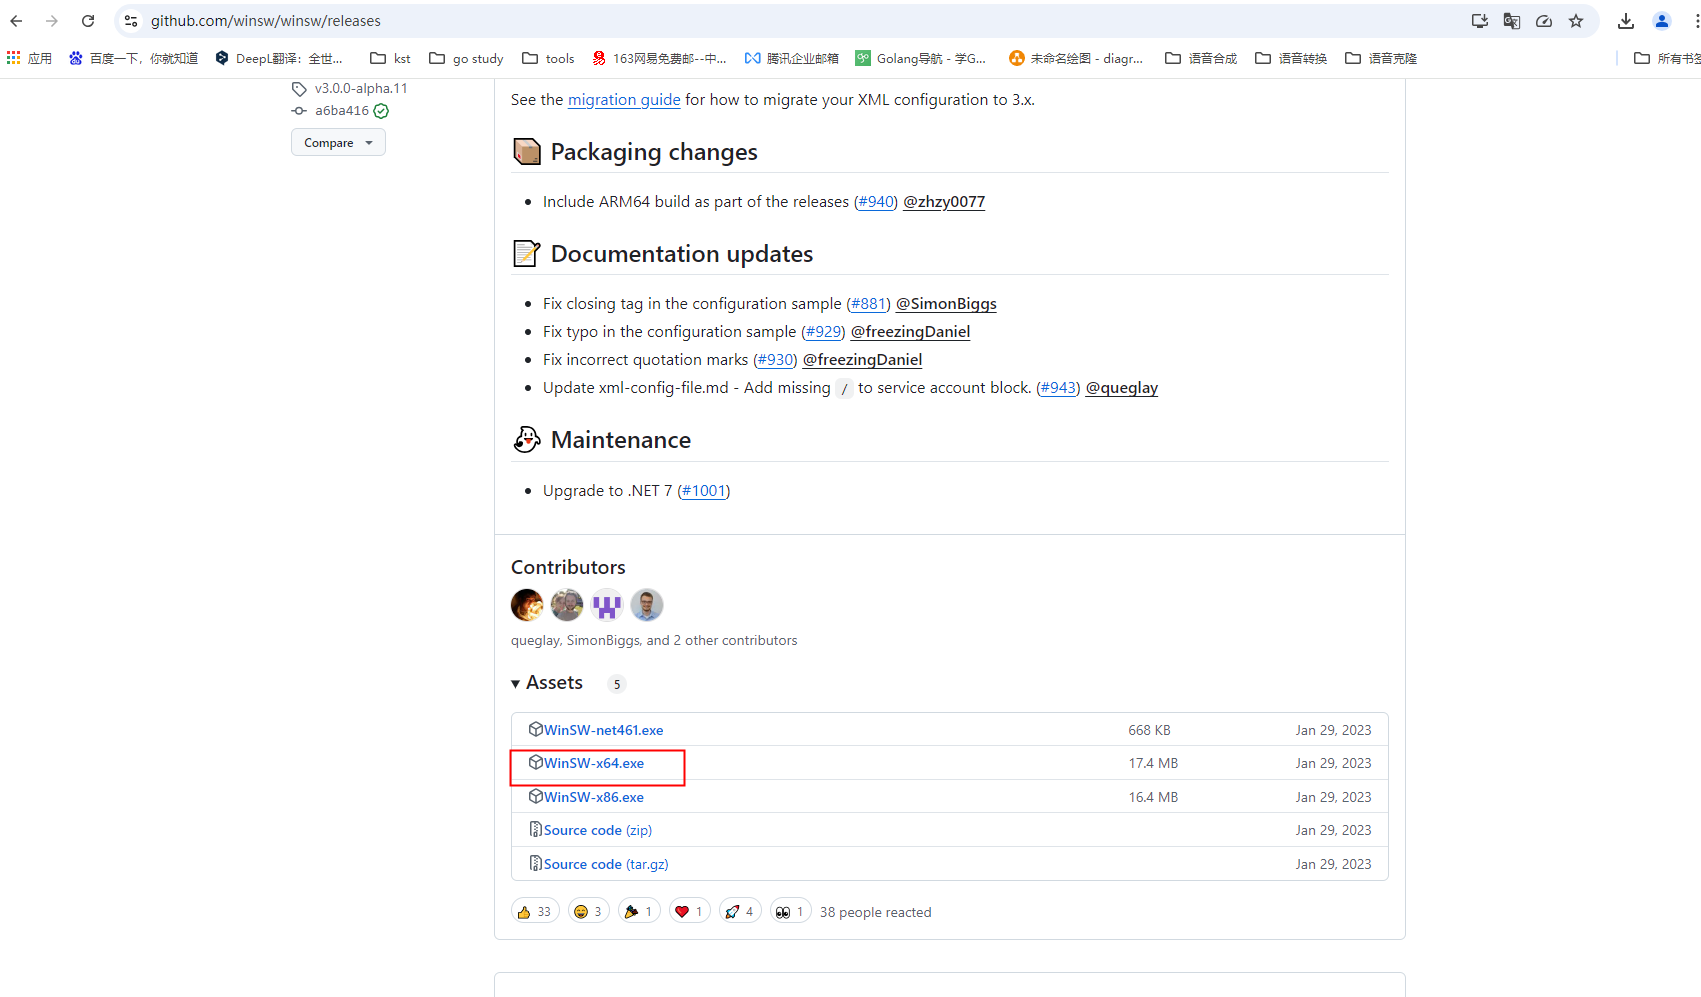 github.com/winsw/winsw/releases
应用 百度一下，你就知道 DeepL翻译：全世... kst go study tools 163网易免费邮--中... 腾讯企业邮箱 Golang导航 - 学G... 未命名绘图 - diagr... 语音合成 语音转换 语音克隆 所有书签
v3.0.0-alpha.11
a6ba416
Compare
See the migration guide for how to migrate your XML configuration to 3.x.
Packaging changes
Include ARM64 build as part of the releases (#940) @zhzy0077
Documentation updates
Fix closing tag in the configuration sample (#881) @SimonBiggs
Fix typo in the configuration sample (#929) @freezingDaniel
Fix incorrect quotation marks (#930) @freezingDaniel
Update xml-config-file.md - Add missing / to service account block. (#943) @queglay
Maintenance
Upgrade to .NET 7 (#1001)
Contributors
queglay, SimonBiggs, and 2 other contributors
Assets 5
WinSW-net461.exe 668 KB Jan 29, 2023
WinSW-x64.exe 17.4 MB Jan 29, 2023
WinSW-x86.exe 16.4 MB Jan 29, 2023
Source code (zip) Jan 29, 2023
Source code (tar.gz) Jan 29, 2023
33 3 1 1 4 1 38 people reacted